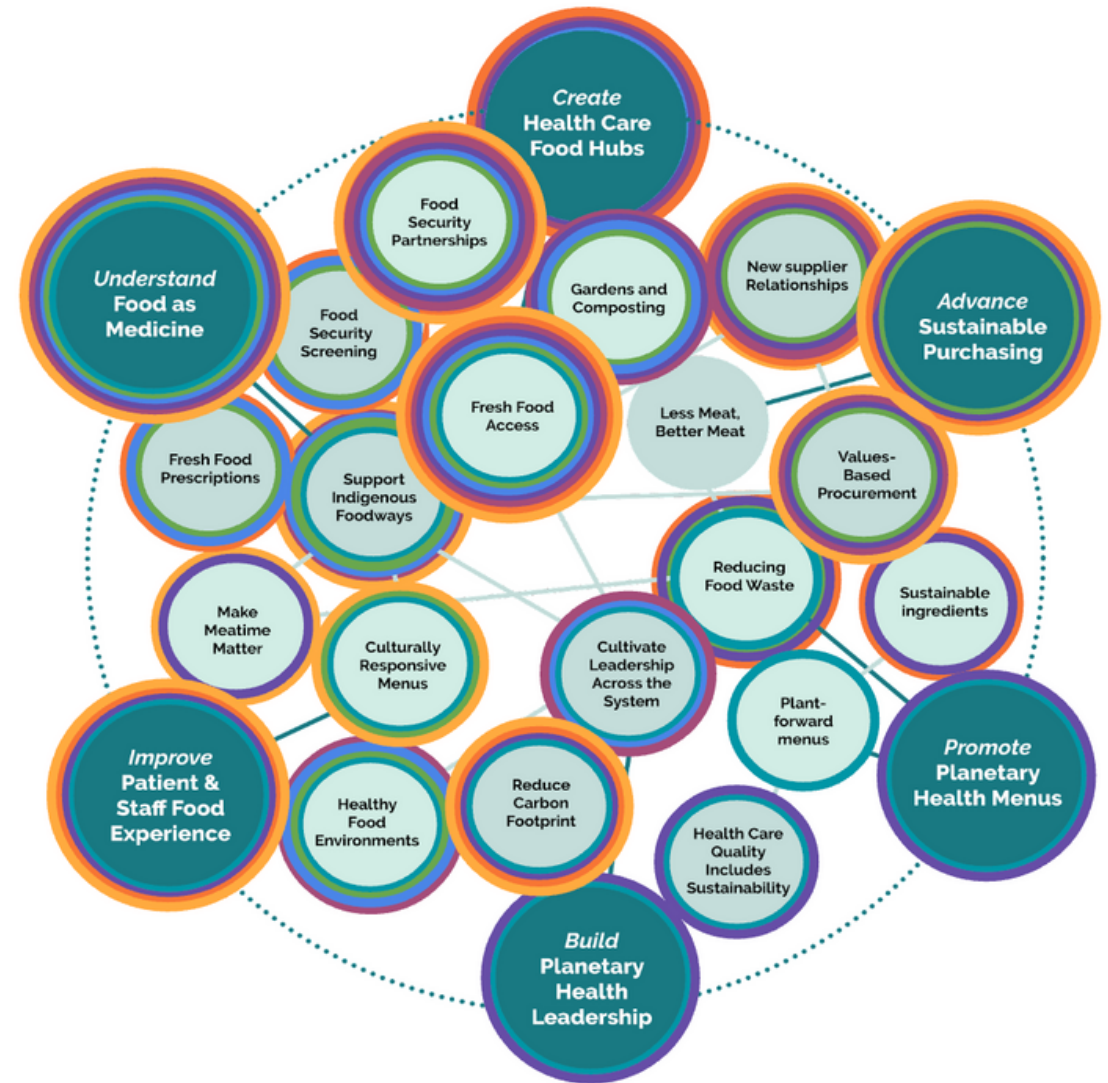 Create
Health Care
Food Hubs
Food
Security
Partnerships
Understand
Food as
Medicine
Gardens and
Composting
New supplier
Relationships
Advance
Sustainable
Purchasing
Food
Security
Screening
Fresh Food
Access
Less Meat,
Better Meat
Fresh Food
Prescriptions
Support
Indigenous
Foodways
Values-
Based
Procurement
Reducing
Food Waste
Sustainable
ingredients
Make
Meatime
Matter
Culturally
Responsive
Menus
Cultivate
Leadership
Across the
System
Plant-
forward
menus
Improve
Patient &
Staff Food
Experience
Promote
Planetary
Health Menus
Healthy
Food
Environments
Reduce
Carbon
Footprint
Health Care
Quality
Includes
Sustainability
Build
Planetary
Health
Leadership